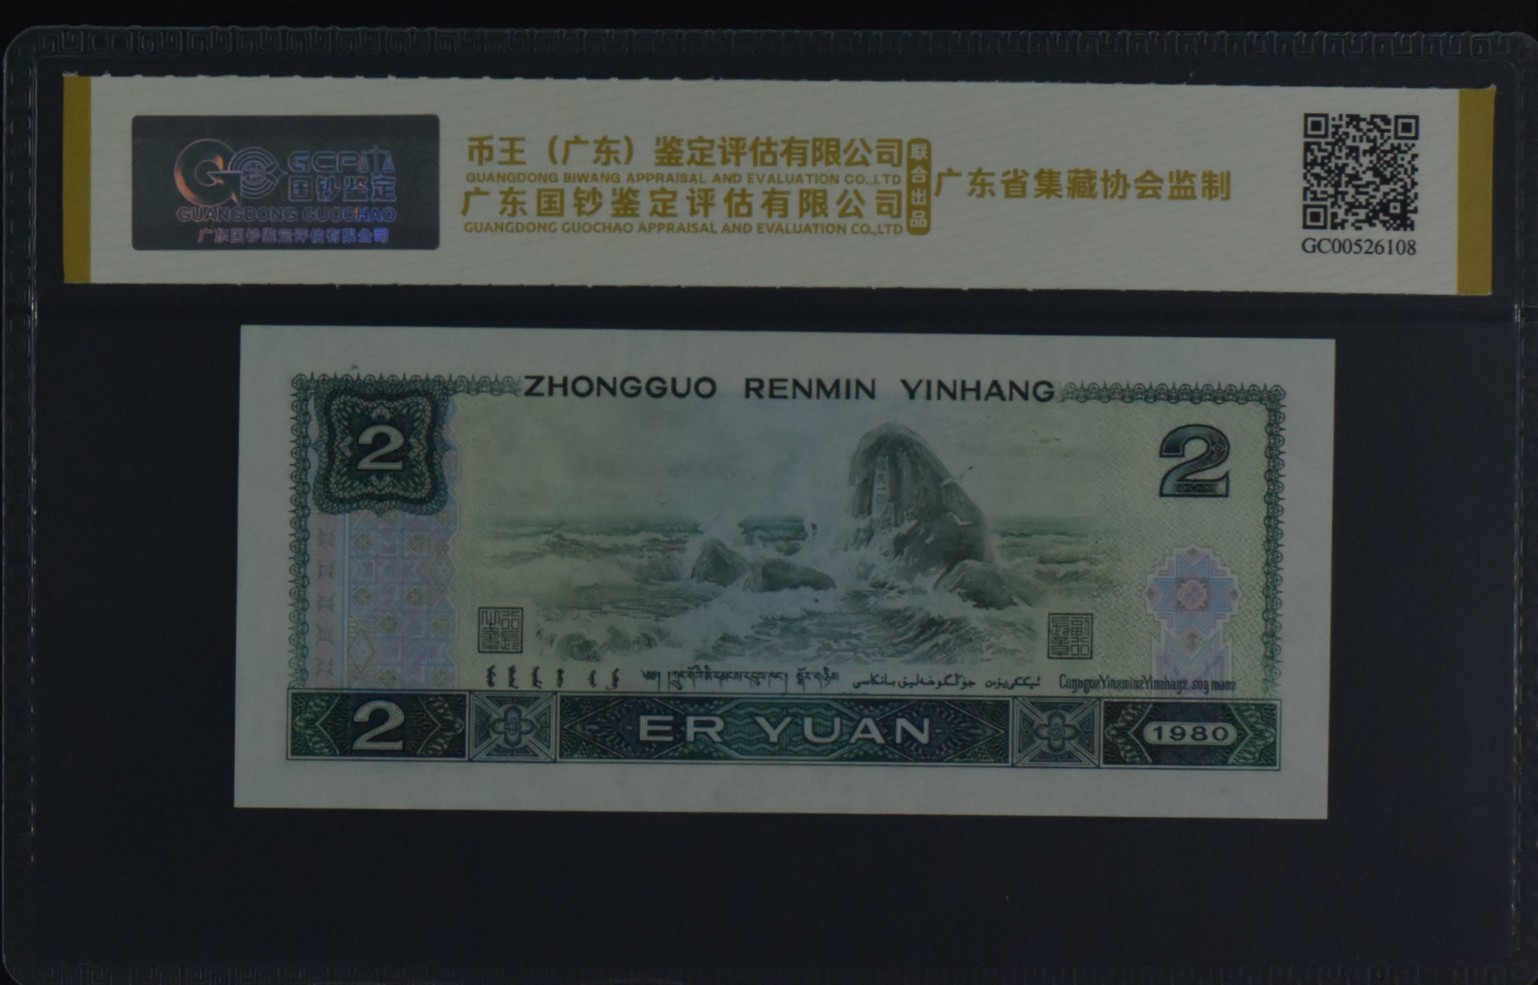 GCP
国钞鉴定
GUANGDONG GUOCHAO
广东国钞鉴定评估有限公司
币王（广东）鉴定评估有限公司
GUANGDONG BIWANG APPRAISAL AND EVALUATION CO.,LTD
广东国钞鉴定评估有限公司
GUANGDONG GUOCHAO APPRAISAL AND EVALUATION CO.,LTD
联合出品
广东省集藏协会监制
GC00526108
ZHONGGUO RENMIN YINHANG
2
2
2
ER YUAN
1980